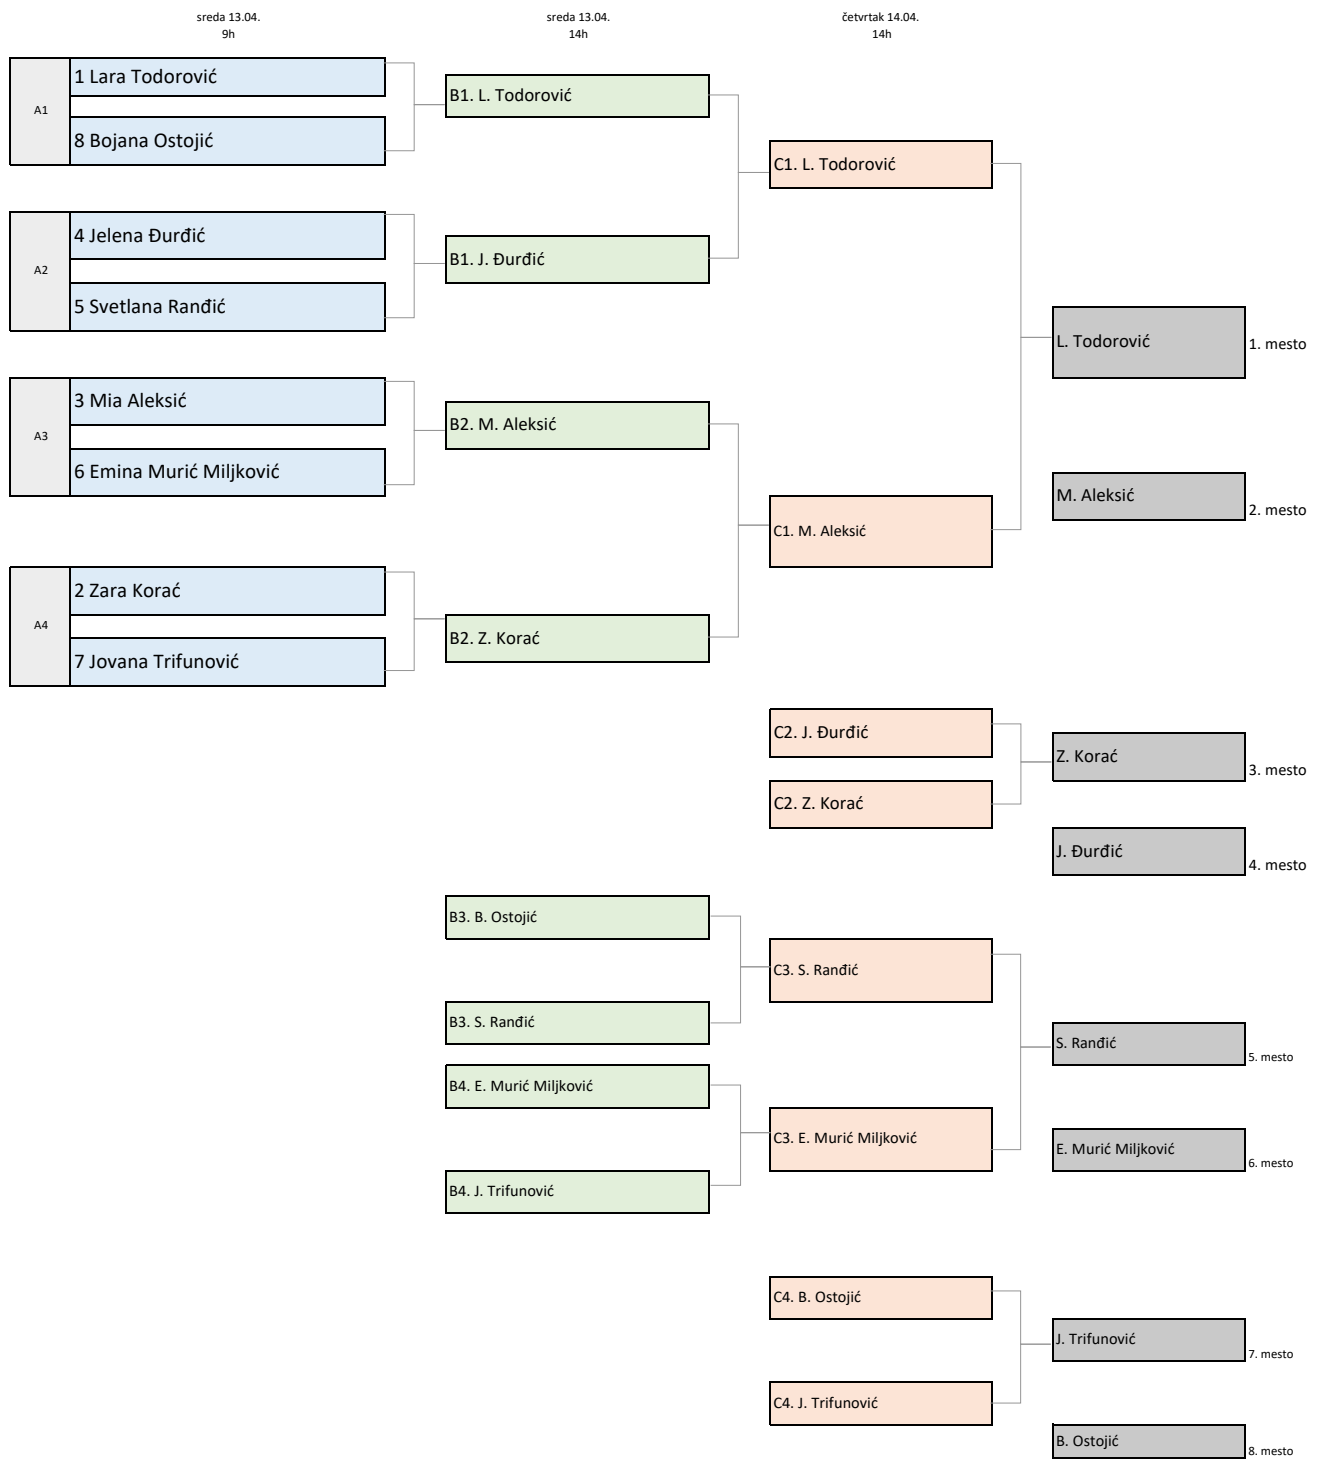 sreda 13.04.
9h
sreda 13.04.
14h
četvrtak 14.04.
14h
A1
1 Lara Todorović
8 Bojana Ostojić
A2
4 Jelena Đurđić
5 Svetlana Ranđić
A3
3 Mia Aleksić
6 Emina Murić Miljković
A4
2 Zara Korać
7 Jovana Trifunović
B1. L. Todorović
B1. J. Đurđić
B2. M. Aleksić
B2. Z. Korać
C1. L. Todorović
C1. M. Aleksić
L. Todorović
1. mesto
M. Aleksić
2. mesto
C2. J. Đurđić
C2. Z. Korać
Z. Korać
3. mesto
J. Đurđić
4. mesto
B3. B. Ostojić
B3. S. Ranđić
B4. E. Murić Miljković
B4. J. Trifunović
C3. S. Ranđić
C3. E. Murić Miljković
S. Ranđić
5. mesto
E. Murić Miljković
6. mesto
C4. B. Ostojić
C4. J. Trifunović
J. Trifunović
7. mesto
B. Ostojić
8. mesto